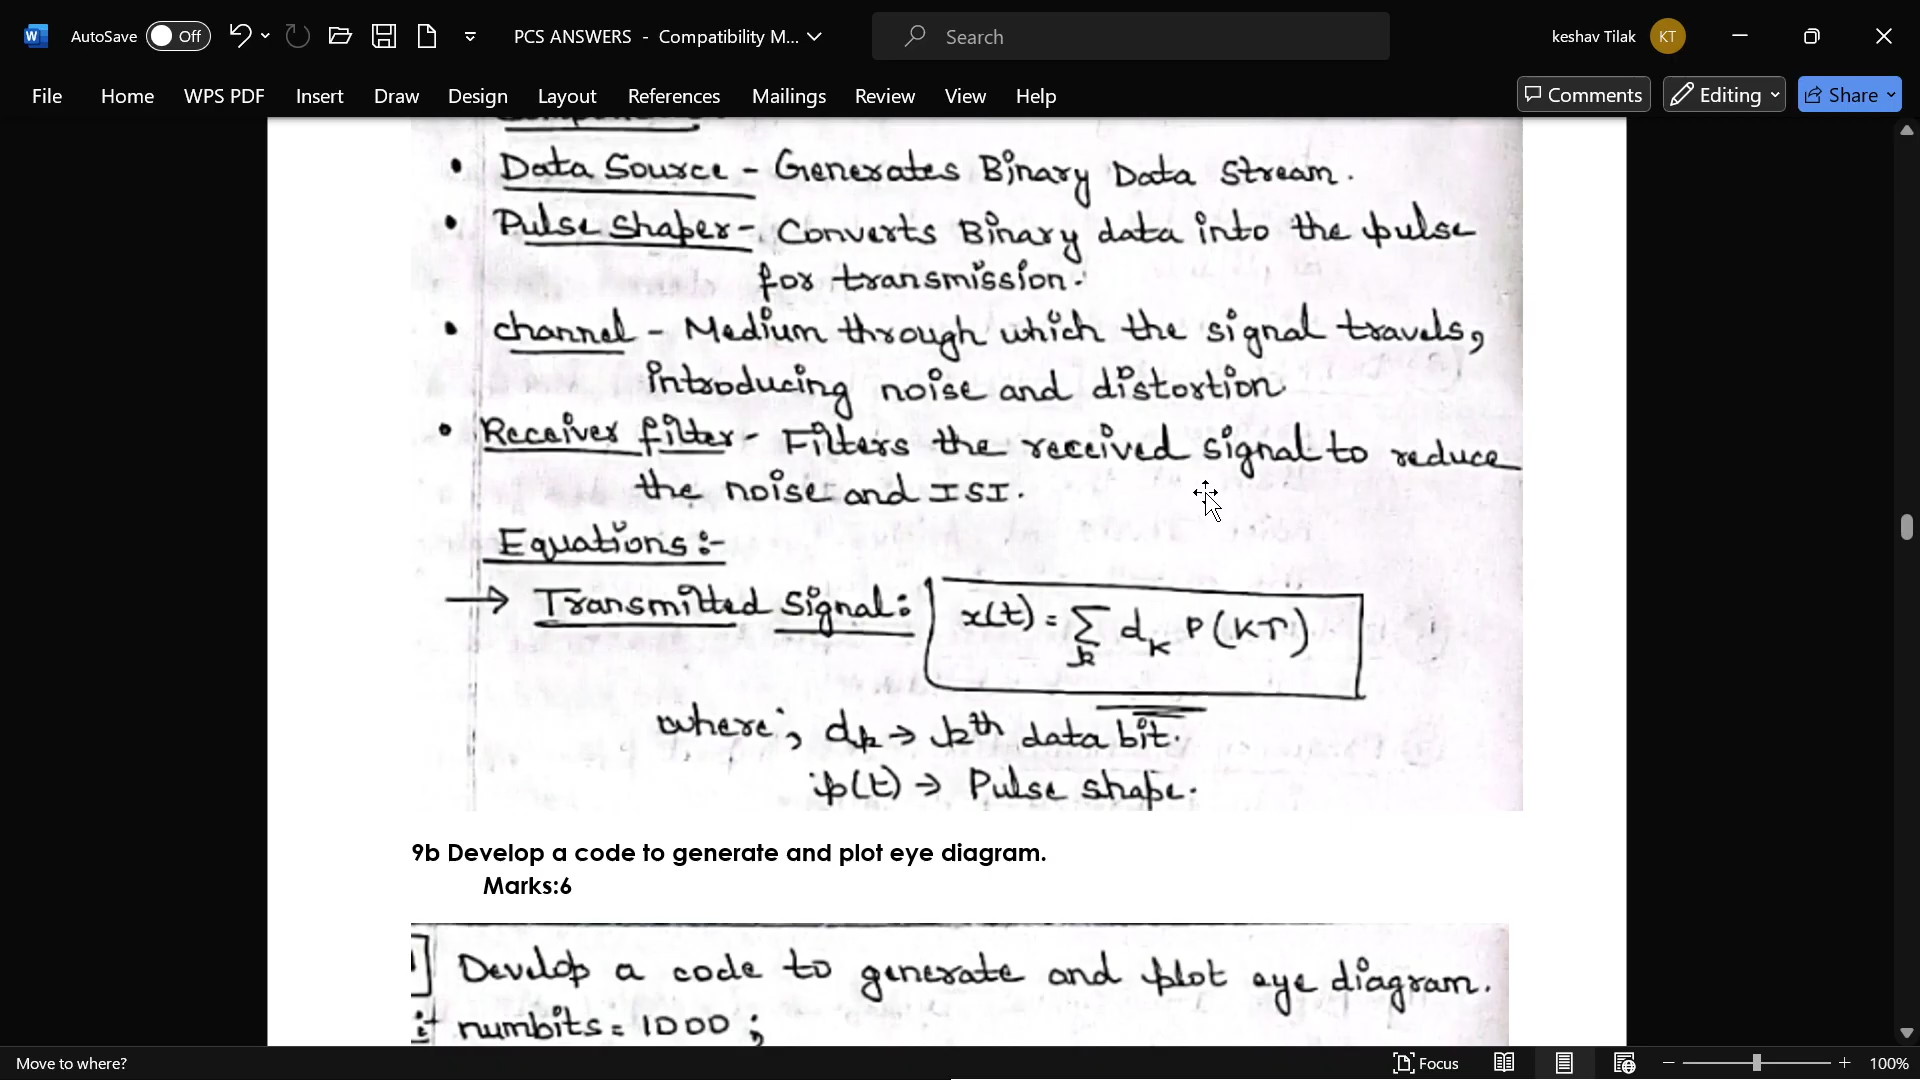 AutoSave Off PCS ANSWERS - Compatibility M... Search keshav Tilak KT
File Home WPS PDF Insert Draw Design Layout References Mailings Review View Help Comments Editing Share
• Data Source - Generates Binary Data Stream.
• Pulse Shaper - Converts Binary data into the pulse
for transmission.
• channel - Medium through which the signal travels,
introducing noise and distortion
• Receiver filter - Filters the received signal to reduce
the noise and ISI.
Equations :-
→ Transmitted Signal: x(t) = Σ_k d_k P(KT)
where; d_k → kth data bit.
p(t) → Pulse shape.
9b Develop a code to generate and plot eye diagram.
Marks:6
Develop a code to generate and plot eye diagram.
numbits = 1000 ;
Move to where? Focus 100%